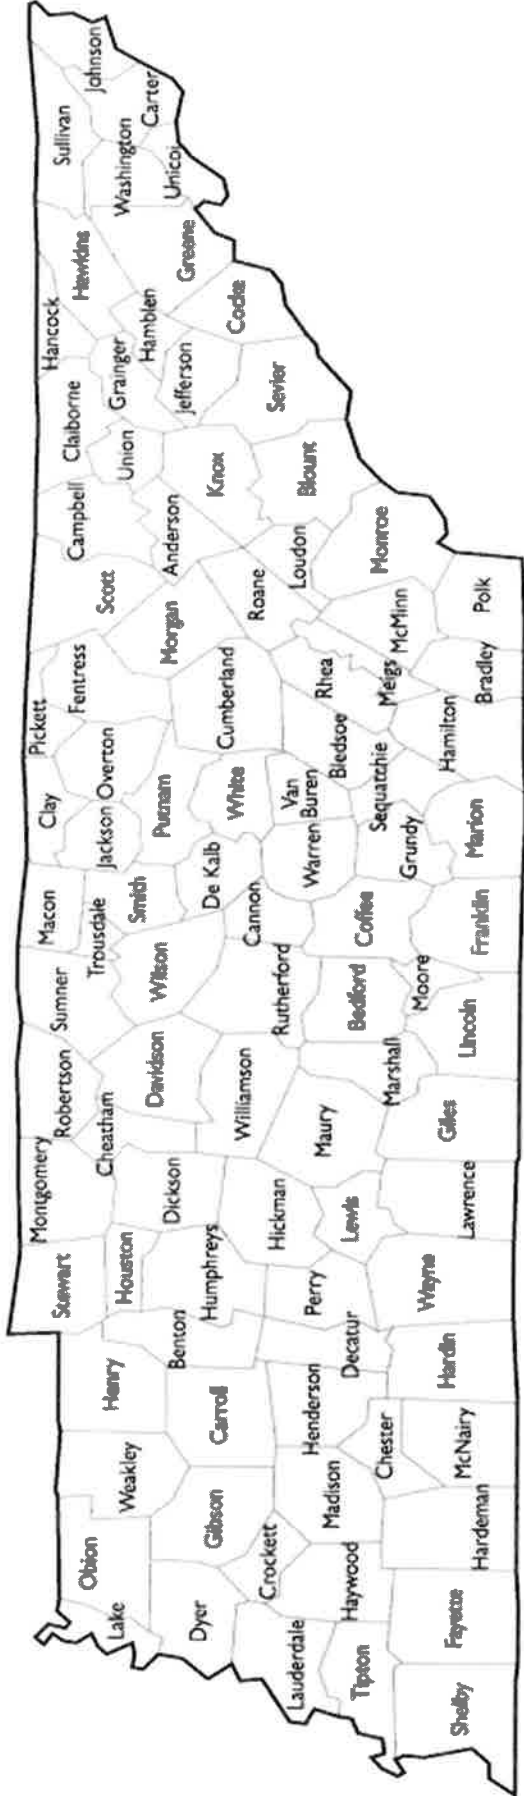 Lake
Obion
Weakley
Henry
Stewart
Montgomery
Robertson
Sumner
Macon
Clay
Pickett
Fentress
Scott
Campbell
Claiborne
Hancock
Hawkins
Sullivan
Johnson
Dyer
Gibson
Carroll
Benton
Houston
Humphreys
Dickson
Cheatham
Davidson
Wilson
Trousdale
Smith
Jackson
Overton
Putnam
Morgan
Anderson
Union
Grainger
Hamblen
Greene
Washington
Unicoi
Carter
Lauderdale
Crockett
Haywood
Madison
Henderson
Decatur
Perry
Hickman
Williamson
Rutherford
Cannon
De Kalb
White
Cumberland
Roane
Loudon
Knox
Blount
Jefferson
Sevier
Cocke
Tipton
Chester
Lewis
Maury
Marshall
Bedford
Coffee
Warren
Van
Buren
Bledsoe
Sequatchie
Grundy
Rhea
Meigs
McMinn
Monroe
Shelby
Fayette
Hardeman
McNairy
Hardin
Wayne
Lawrence
Giles
Lincoln
Moore
Franklin
Marion
Hamilton
Bradley
Polk